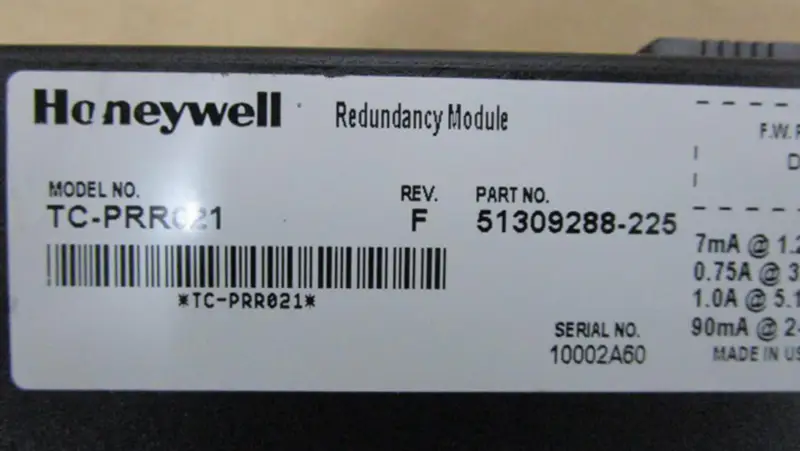 Honeywell Redundancy Module
F.W.
MODEL NO. REV. PART NO.
TC-PRR021 F 51309288-225
*TC-PRR021*
7mA @ 1.2
0.75A @ 3
1.0A @ 5.1
90mA @ 2
SERIAL NO.
10002A60
MADE IN US